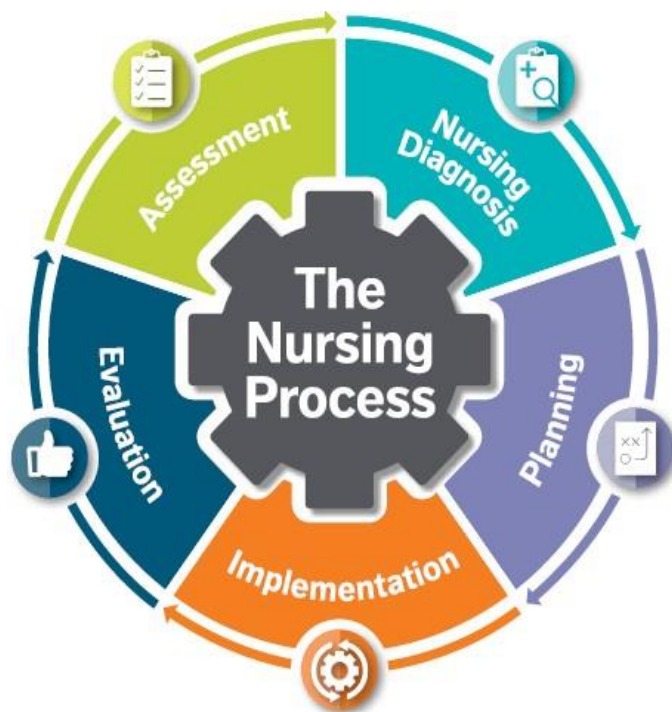 The
Nursing
Process
Assessment
Nursing
Diagnosis
Planning
Implementation
Evaluation